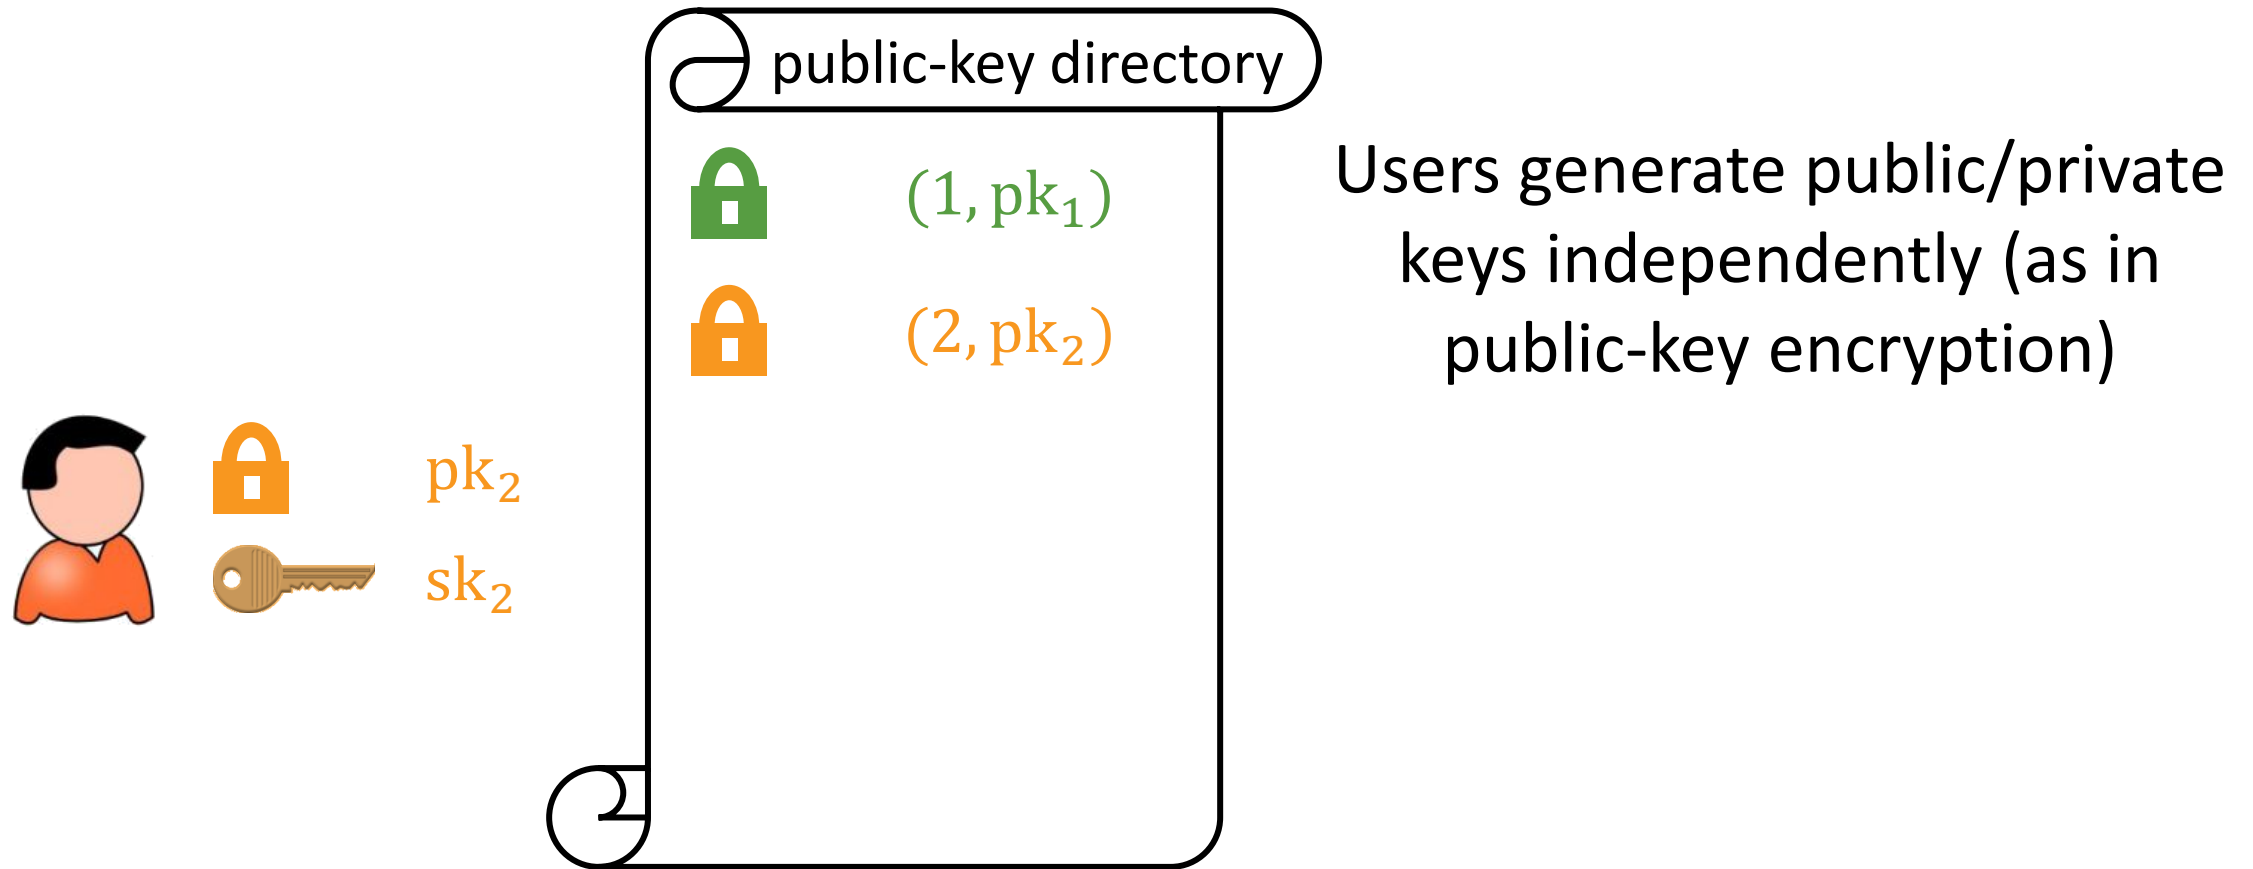 public-key directory
(1, pk₁)
(2, pk₂)
Users generate public/private
keys independently (as in
public-key encryption)
pk₂
sk₂